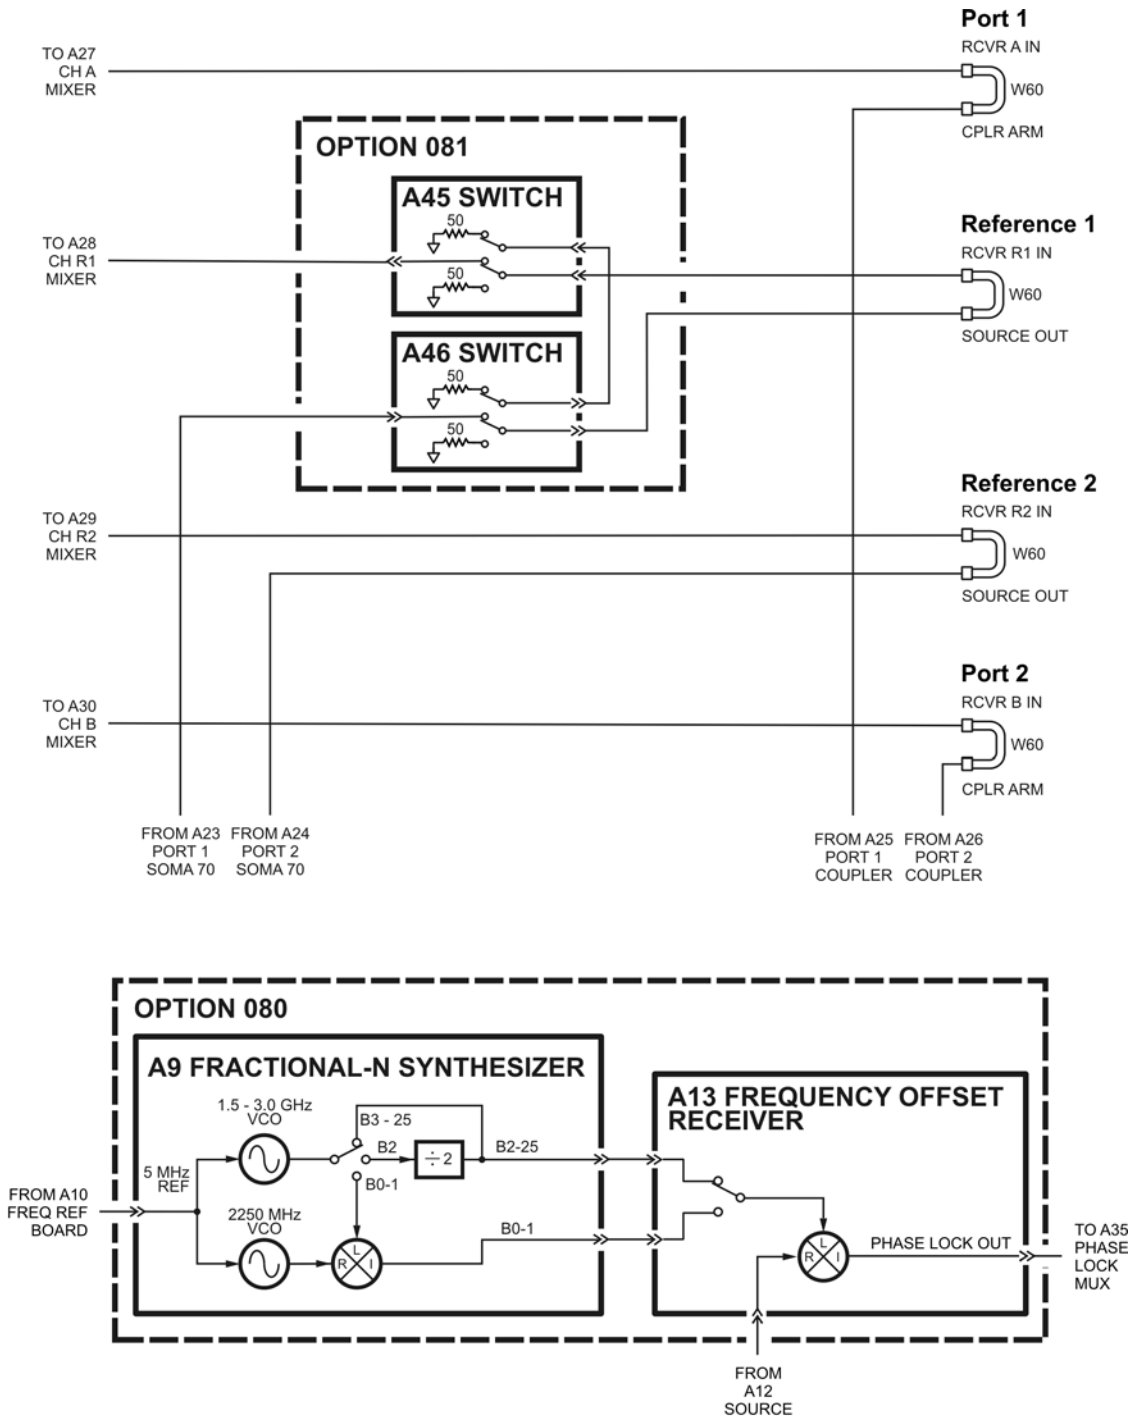 Port 1
RCVR A IN
TO A27
CH A
MIXER
W60
CPLR ARM
OPTION 081
A45 SWITCH
50
50
TO A28
CH R1
MIXER
Reference 1
RCVR R1 IN
W60
SOURCE OUT
A46 SWITCH
50
50
Reference 2
RCVR R2 IN
TO A29
CH R2
MIXER
W60
SOURCE OUT
Port 2
RCVR B IN
TO A30
CH B
MIXER
W60
CPLR ARM
FROM A23
PORT 1
SOMA 70
FROM A24
PORT 2
SOMA 70
FROM A25
PORT 1
COUPLER
FROM A26
PORT 2
COUPLER
OPTION 080
A9 FRACTIONAL-N SYNTHESIZER
1.5 - 3.0 GHz
VCO
B3 - 25
B2
÷ 2
B2-25
5 MHz
REF
B0-1
FROM A10
FREQ REF
BOARD
2250 MHz
VCO
L
R
I
B0-1
A13 FREQUENCY OFFSET
RECEIVER
L
R
I
PHASE LOCK OUT
TO A35
PHASE
LOCK
MUX
FROM
A12
SOURCE